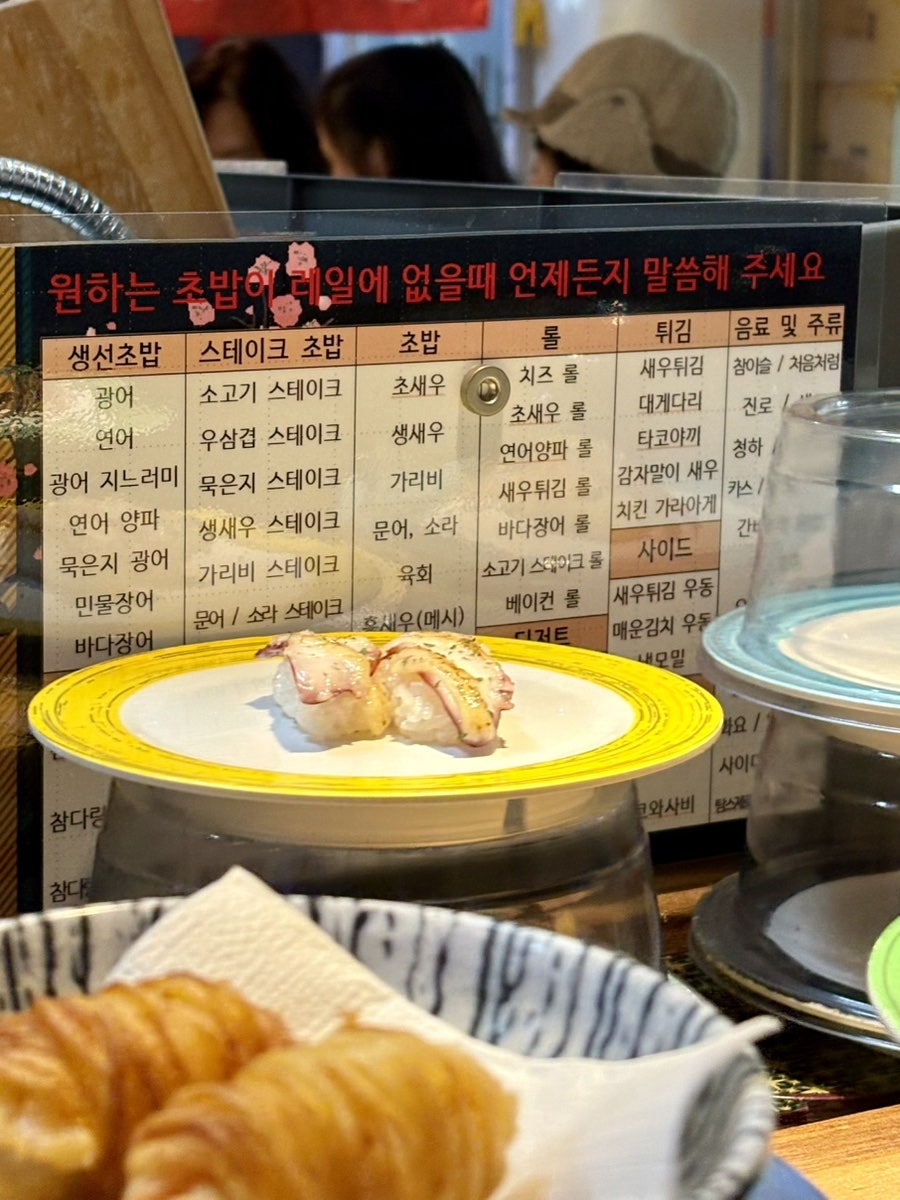 원하는 초밥이 레일에 없을때 언제든지 말씀해 주세요
생선초밥
광어
연어
광어 지느러미
연어 양파
묵은지 광어
민물장어
바다장어
스테이크 초밥
소고기 스테이크
우삼겹 스테이크
묵은지 스테이크
생새우 스테이크
가리비 스테이크
문어 / 소라 스테이크
초밥
초새우
생새우
가리비
문어, 소라
육회
홍새우(메시)
롤
치즈 롤
초새우 롤
연어양파 롤
새우튀김 롤
바다장어 롤
소고기 스테이크 롤
베이컨 롤
디저트
튀김
새우튀김
대게다리
타코야끼
감자말이 새우
치킨 가라아게
사이드
새우튀김 우동
매운김치 우동
냉모밀
음료 및 주류
참이슬 / 처음처럼
진로 /
청하
카스 /